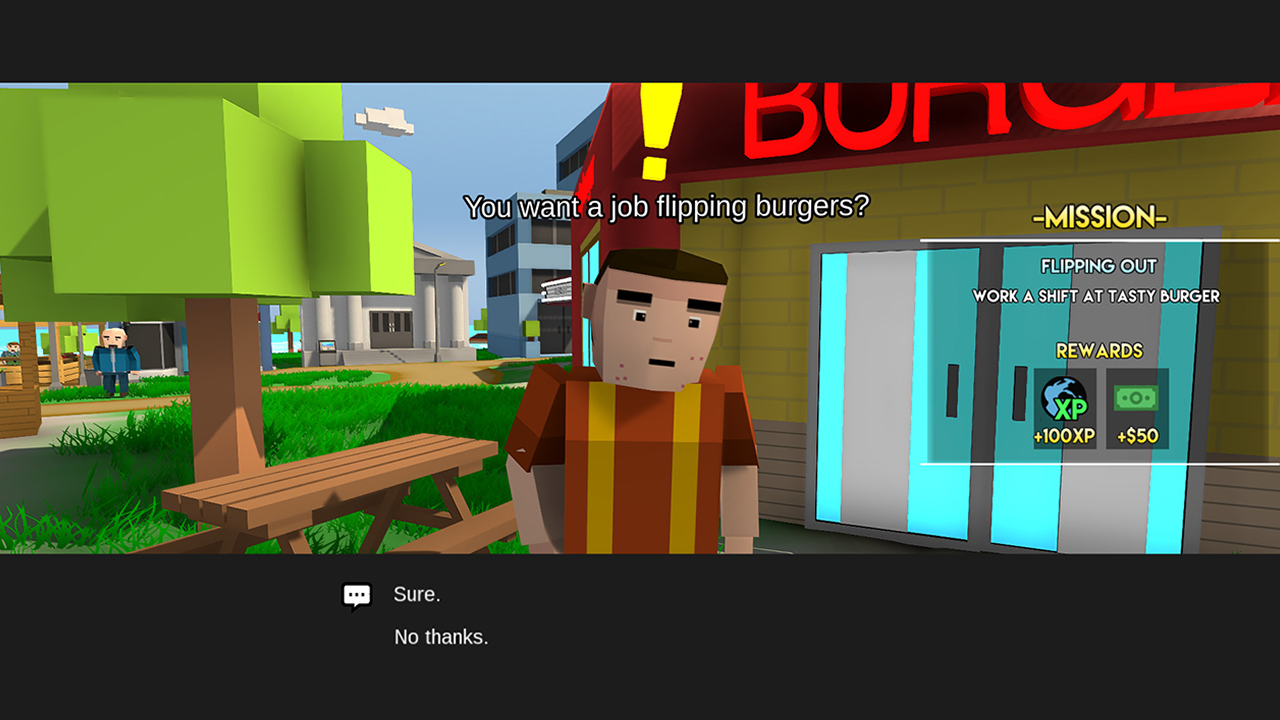 BURGE
You want a job flipping burgers?
-MISSION-
FLIPPING OUT
WORK A SHIFT AT TASTY BURGER
REWARDS
XP
+100XP
+$50
Sure.
No thanks.